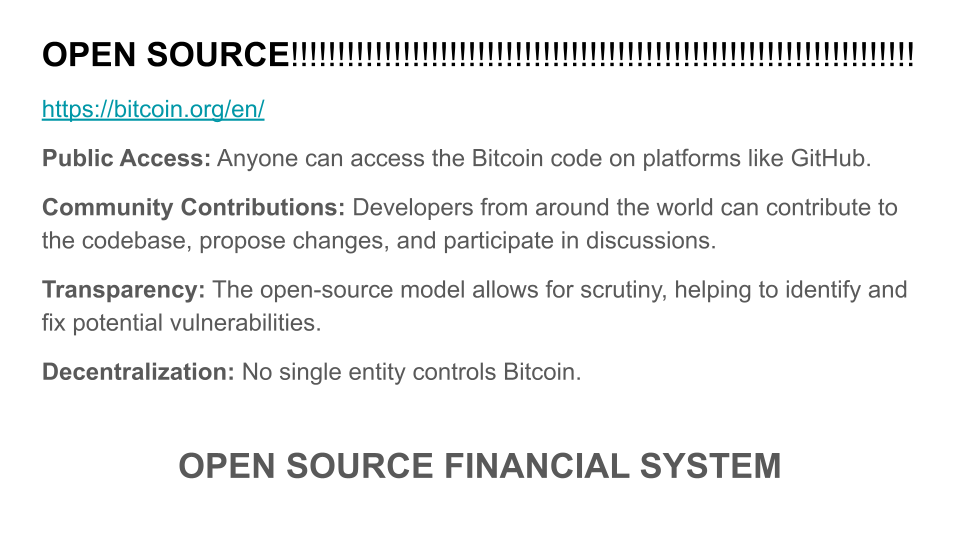 OPEN SOURCE!!!!!!!!!!!!!!!!!!!!!!!!!!!!!!!!!!!!!!!!!!!!!!!!!!!!!!!!!!!!!!!!!!!
https://bitcoin.org/en/
Public Access: Anyone can access the Bitcoin code on platforms like GitHub.
Community Contributions: Developers from around the world can contribute to
the codebase, propose changes, and participate in discussions.
Transparency: The open-source model allows for scrutiny, helping to identify and
fix potential vulnerabilities.
Decentralization: No single entity controls Bitcoin.
OPEN SOURCE FINANCIAL SYSTEM